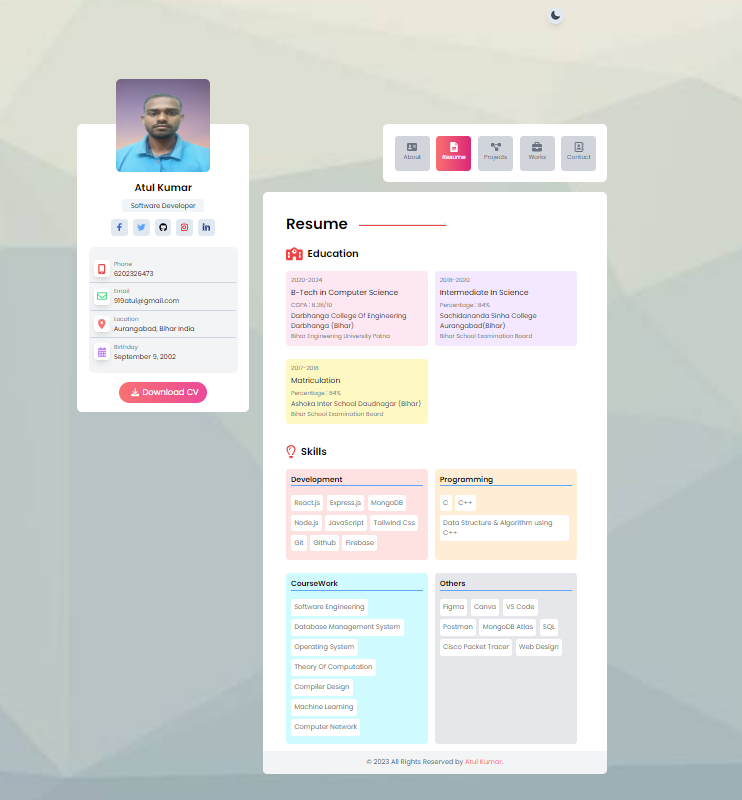 Atul Kumar
Software Developer
Phone
6202326473
Email
919atul@gmail.com
Location
Aurangabad, Bihar India
Birthday
September 9, 2002
Download CV
About
Resume
Projects
Works
Contact
Resume
Education
2020-2024
B-Tech in Computer Science
CGPA : 8.36/10
Darbhanga College Of Engineering
Darbhanga (Bihar)
Bihar Engineering University Patna
2018-2020
Intermediate In Science
Percentage : 84%
Sachidananda Sinha College
Aurangabad(Bihar)
Bihar School Examination Board
2017-2018
Matriculation
Percentage : 84%
Ashoka Inter School Daudnagar (Bihar)
Bihar School Examination Board
Skills
Development
React.js Express.js MongoDB
Node.js JavaScript Tailwind Css
Git Github Firebase
Programming
C C++
Data Structure & Algorithm using
C++
CourseWork
Software Engineering
Database Management System
Operating System
Theory Of Computation
Compiler Design
Machine Learning
Computer Network
Others
Figma Canva VS Code
Postman MongoDB Atlas SQL
Cisco Packet Tracer Web Design
© 2023 All Rights Reserved by Atul Kumar.